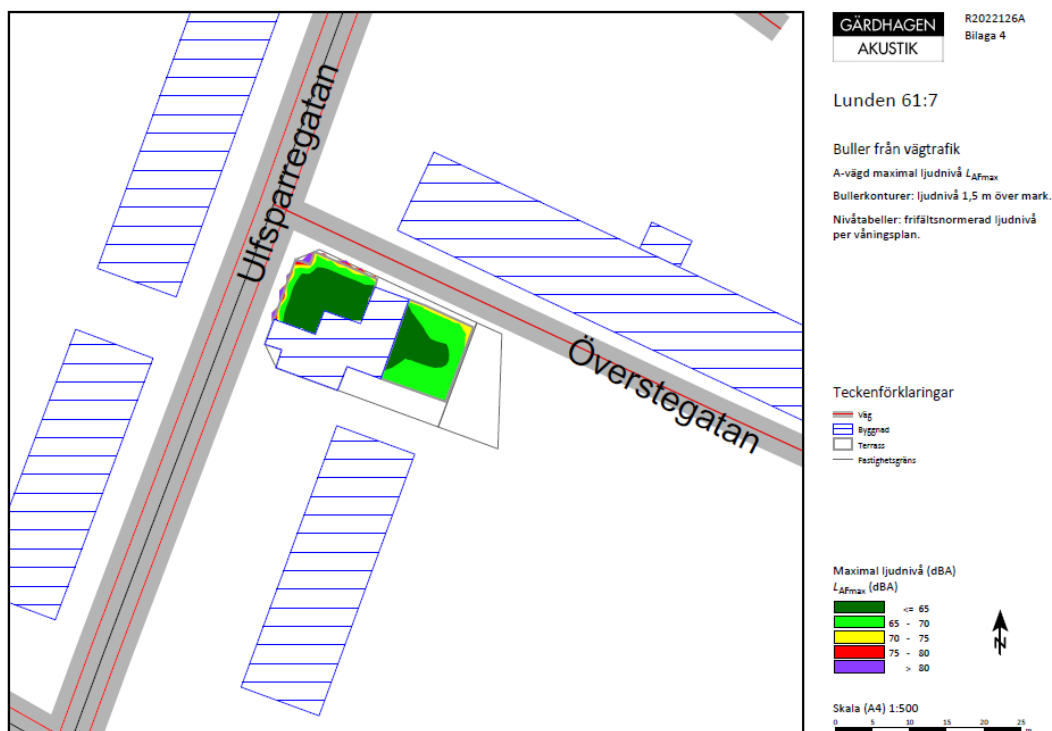 Ulfsparregatan
Överstegatan
GÄRDHAGEN
AKUSTIK
R2022126A
Bilaga 4
Lunden 61:7
Buller från vägtrafik
A-vägd maximal ljudnivå LAFmax
Bullerkonturer: ljudnivå 1,5 m över mark.
Nivåtabeller: frifältsnormerad ljudnivå
per våningsplan.
Teckenförklaringar
Väg
Byggnad
Terrass
Fastighetsgräns
Maximal ljudnivå (dBA)
LAFmax (dBA)
<= 65
65 - 70
70 - 75
75 - 80
> 80
N
Skala (A4) 1:500
0 5 10 15 20 25
m